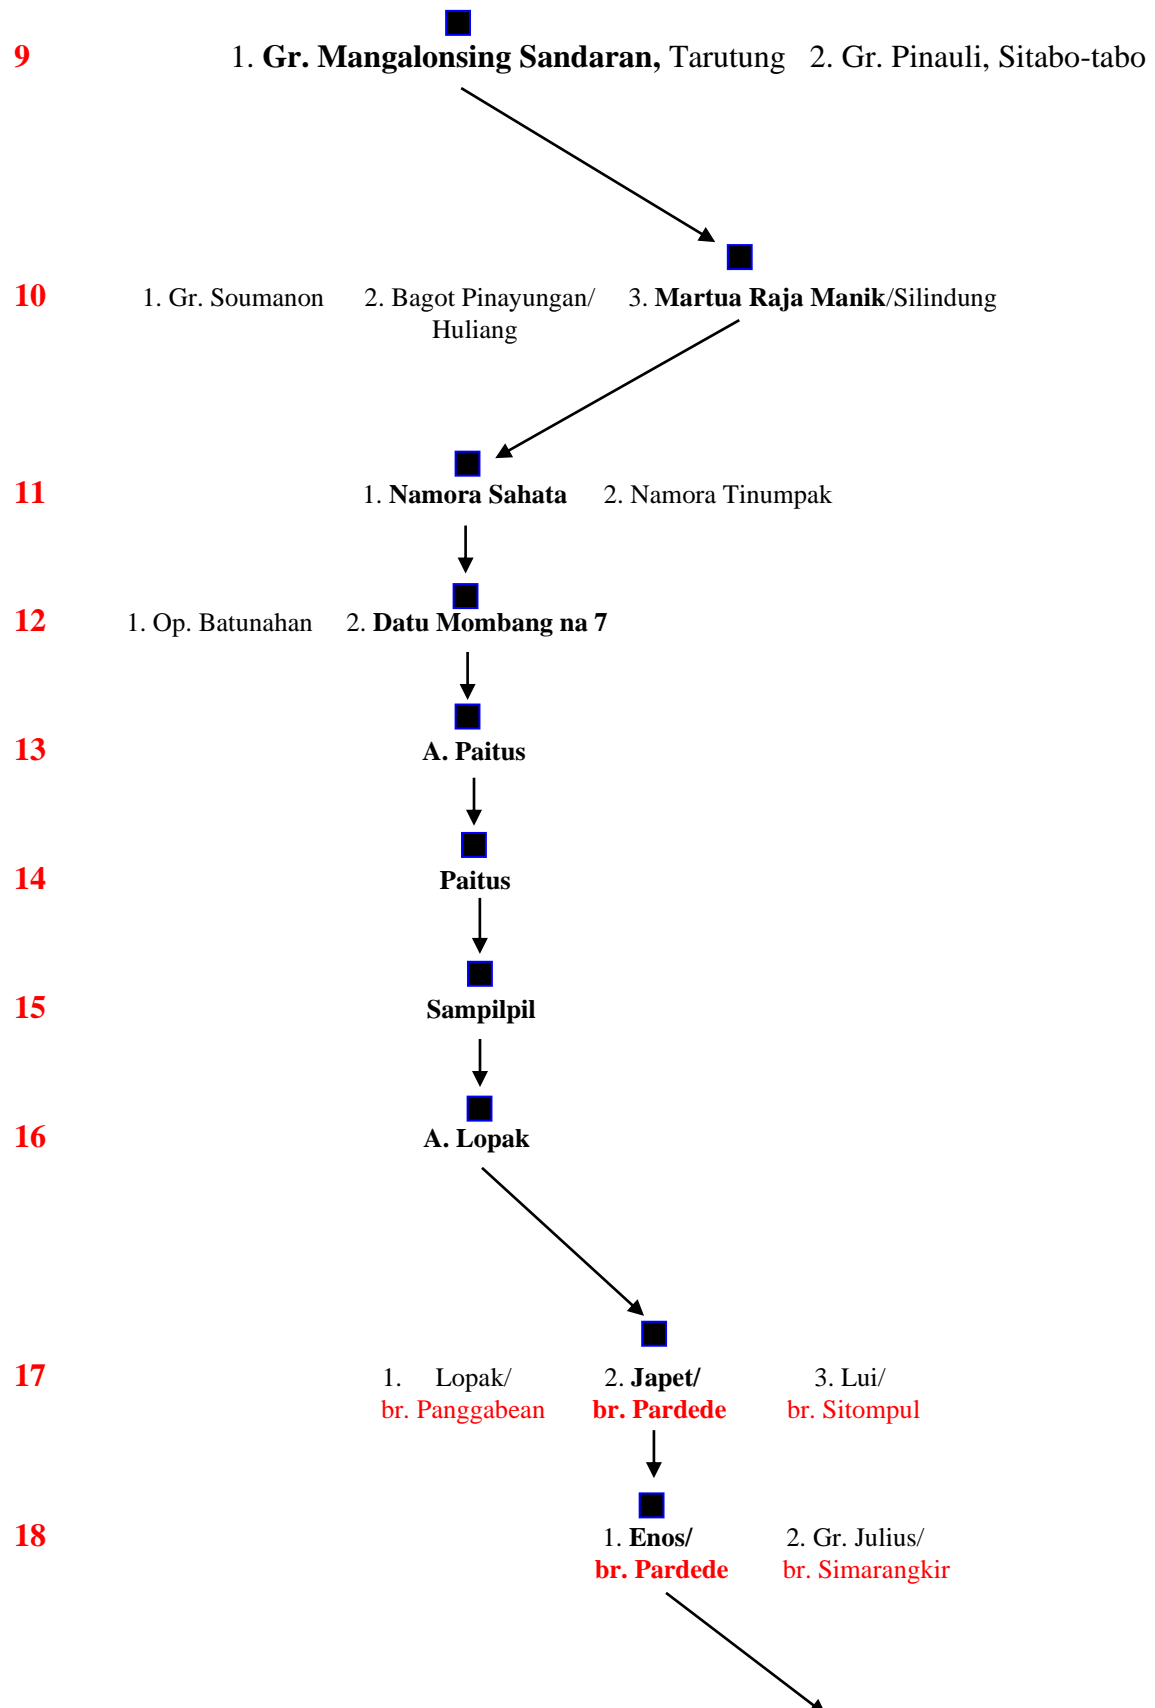 9 1. Gr. Mangalonsing Sandaran, Tarutung 2. Gr. Pinauli, Sitabo-tabo
10 1. Gr. Soumanon 2. Bagot Pinayungan/ 3. Martua Raja Manik/Silindung
Huliang
11 1. Namora Sahata 2. Namora Tinumpak
12 1. Op. Batunahan 2. Datu Mombang na 7
13 A. Paitus
14 Paitus
15 Sampilpil
16 A. Lopak
17 1. Lopak/ 2. Japet/ 3. Lui/
br. Panggabean br. Pardede br. Sitompul
18 1. Enos/ 2. Gr. Julius/
br. Pardede br. Simarangkir